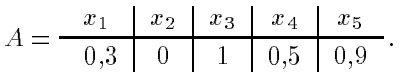 x₁ x₂ x₃ x₄ x₅
A =
0,3 0 1 0,5 0,9 .